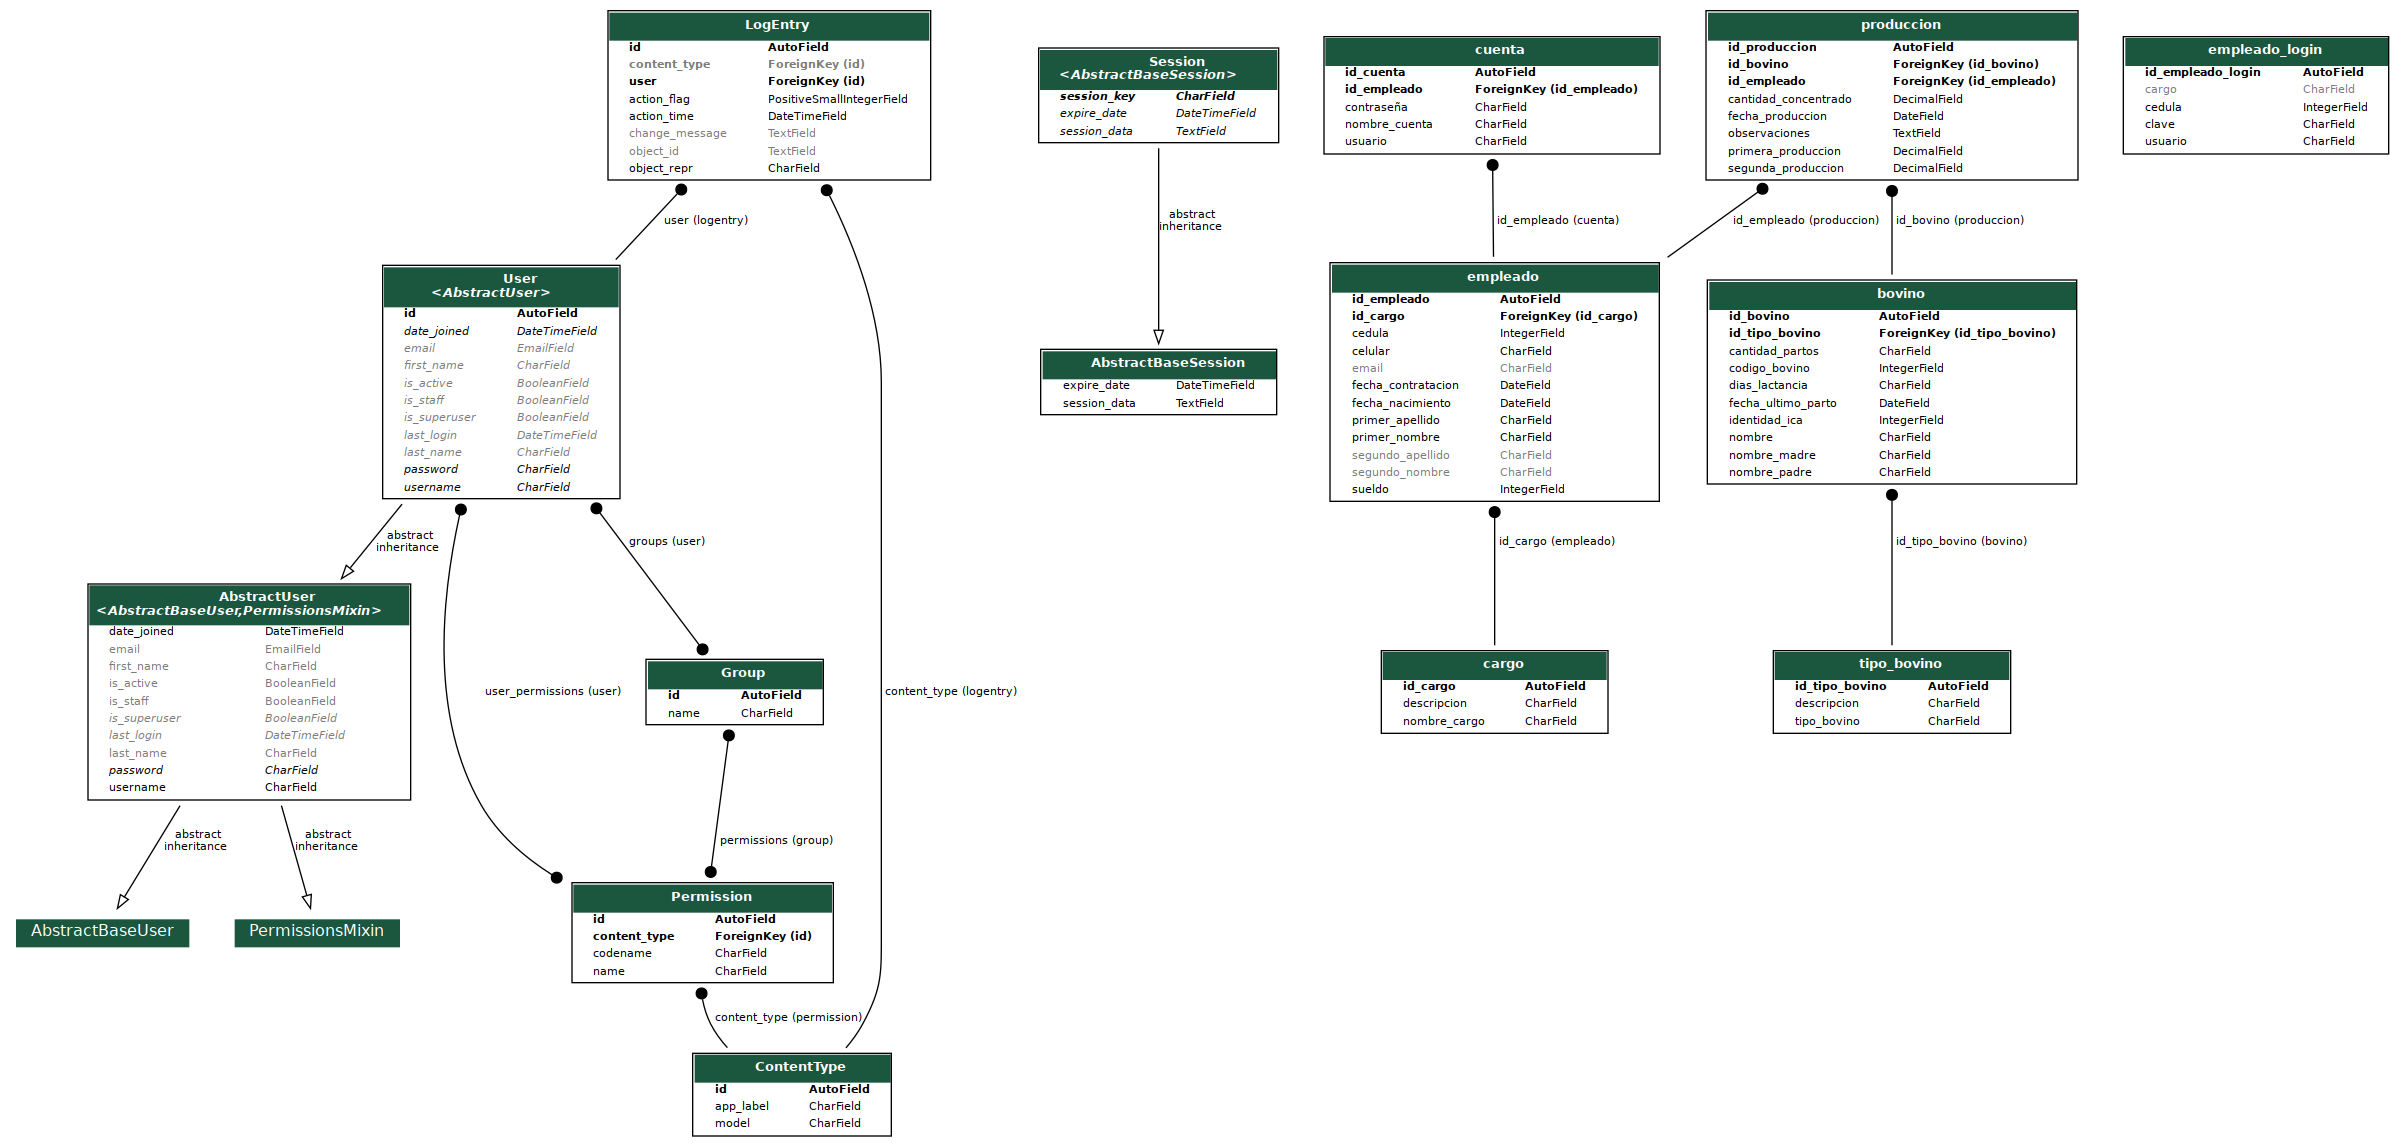 LogEntry
id AutoField
content_type ForeignKey (id)
user ForeignKey (id)
action_flag PositiveSmallIntegerField
action_time DateTimeField
change_message TextField
object_id TextField
object_repr CharField
user (logentry)
User
<AbstractUser>
id AutoField
date_joined DateTimeField
email EmailField
first_name CharField
is_active BooleanField
is_staff BooleanField
is_superuser BooleanField
last_login DateTimeField
last_name CharField
password CharField
username CharField
abstract
inheritance
groups (user)
AbstractUser
<AbstractBaseUser,PermissionsMixin>
date_joined DateTimeField
email EmailField
first_name CharField
is_active BooleanField
is_staff BooleanField
is_superuser BooleanField
last_login DateTimeField
last_name CharField
password CharField
username CharField
user_permissions (user)
Group
id AutoField
name CharField
content_type (logentry)
abstract
inheritance
abstract
inheritance
permissions (group)
AbstractBaseUser
PermissionsMixin
Permission
id AutoField
content_type ForeignKey (id)
codename CharField
name CharField
content_type (permission)
ContentType
id AutoField
app_label CharField
model CharField
Session
<AbstractBaseSession>
session_key CharField
expire_date DateTimeField
session_data TextField
abstract
inheritance
AbstractBaseSession
expire_date DateTimeField
session_data TextField
cuenta
id_cuenta AutoField
id_empleado ForeignKey (id_empleado)
contraseña CharField
nombre_cuenta CharField
usuario CharField
id_empleado (cuenta)
empleado
id_empleado AutoField
id_cargo ForeignKey (id_cargo)
cedula IntegerField
celular CharField
email CharField
fecha_contratacion DateField
fecha_nacimiento DateField
primer_apellido CharField
primer_nombre CharField
segundo_apellido CharField
segundo_nombre CharField
sueldo IntegerField
id_cargo (empleado)
cargo
id_cargo AutoField
descripcion CharField
nombre_cargo CharField
produccion
id_produccion AutoField
id_bovino ForeignKey (id_bovino)
id_empleado ForeignKey (id_empleado)
cantidad_concentrado DecimalField
fecha_produccion DateField
observaciones TextField
primera_produccion DecimalField
segunda_produccion DecimalField
id_empleado (produccion)
id_bovino (produccion)
bovino
id_bovino AutoField
id_tipo_bovino ForeignKey (id_tipo_bovino)
cantidad_partos CharField
codigo_bovino IntegerField
dias_lactancia CharField
fecha_ultimo_parto DateField
identidad_ica IntegerField
nombre CharField
nombre_madre CharField
nombre_padre CharField
id_tipo_bovino (bovino)
tipo_bovino
id_tipo_bovino AutoField
descripcion CharField
tipo_bovino CharField
empleado_login
id_empleado_login AutoField
cargo CharField
cedula IntegerField
clave CharField
usuario CharField